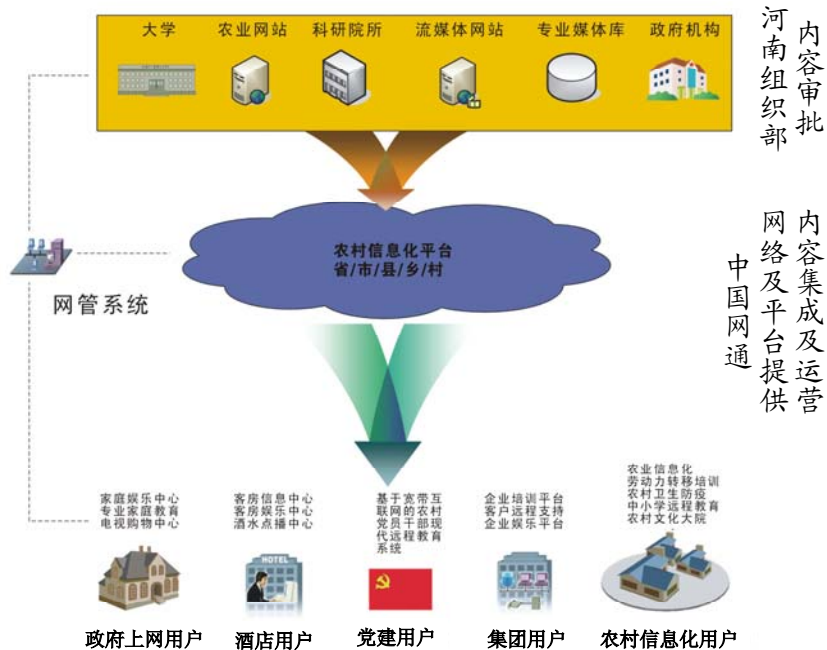 大学
农业网站
科研院所
流媒体网站
专业媒体库
政府机构
内容审批
河南组织部
农村信息化平台
省/市/县/乡/村
网管系统
内容集成及运营
网络及平台提供
中国网通
家庭娱乐中心
专业家庭教育
电视购物中心
政府上网用户
客房信息中心
客房娱乐中心
酒水点播中心
HOTEL
酒店用户
基于宽带互
联网的农村
党员干部现
代远程教育
系统
党建用户
企业培训平台
客户远程支持
企业娱乐平台
集团用户
农业信息化
劳动力转移培训
农村卫生防疫
中小学远程教育
农村文化大院
农村信息化用户